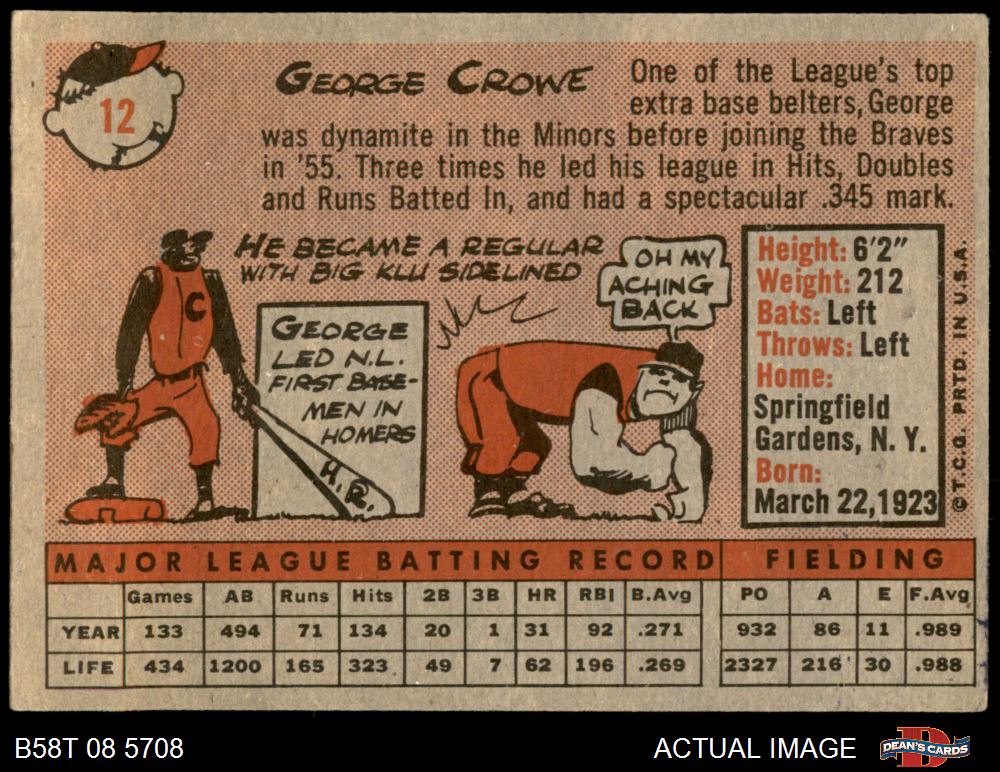 12
GEORGE CROWE
One of the League's top
extra base belters, George
was dynamite in the Minors before joining the Braves
in '55. Three times he led his league in Hits, Doubles
and Runs Batted In, and had a spectacular .345 mark.
HE BECAME A REGULAR
WITH BIG KLU SIDELINED
C
GEORGE
LED N.L.
FIRST BASE-
MEN IN
HOMERS
H.R.
OH MY
ACHING
BACK
Height: 6'2"
Weight: 212
Bats: Left
Throws: Left
Home:
Springfield
Gardens, N. Y.
Born:
March 22, 1923
© T.C.G. PRTD. IN U.S.A.
MAJOR LEAGUE BATTING RECORD FIELDING
Games AB Runs Hits 2B 3B HR RBI B.Avg PO A E F.Avg
YEAR 133 494 71 134 20 1 31 92 .271 932 86 11 .989
LIFE 434 1200 165 323 49 7 62 196 .269 2327 216 30 .988
B58T 08 5708
ACTUAL IMAGE
D
DEAN'S CARDS